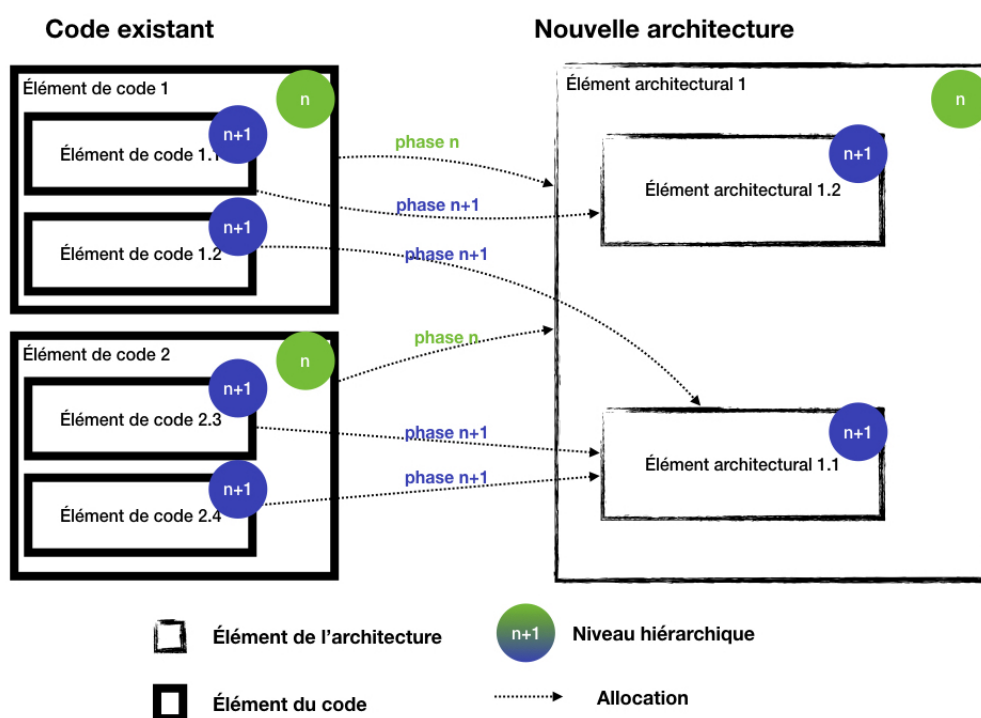 Code existant
Nouvelle architecture
Élément de code 1
n
n+1
Élément de code 1.1
n+1
Élément de code 1.2
Élément de code 2
n
n+1
Élément de code 2.3
n+1
Élément de code 2.4
phase n
phase n+1
phase n+1
phase n
phase n+1
phase n+1
Élément architectural 1
n
n+1
Élément architectural 1.2
n+1
Élément architectural 1.1
Élément de l'architecture
n+1
Niveau hiérarchique
Élément du code
Allocation